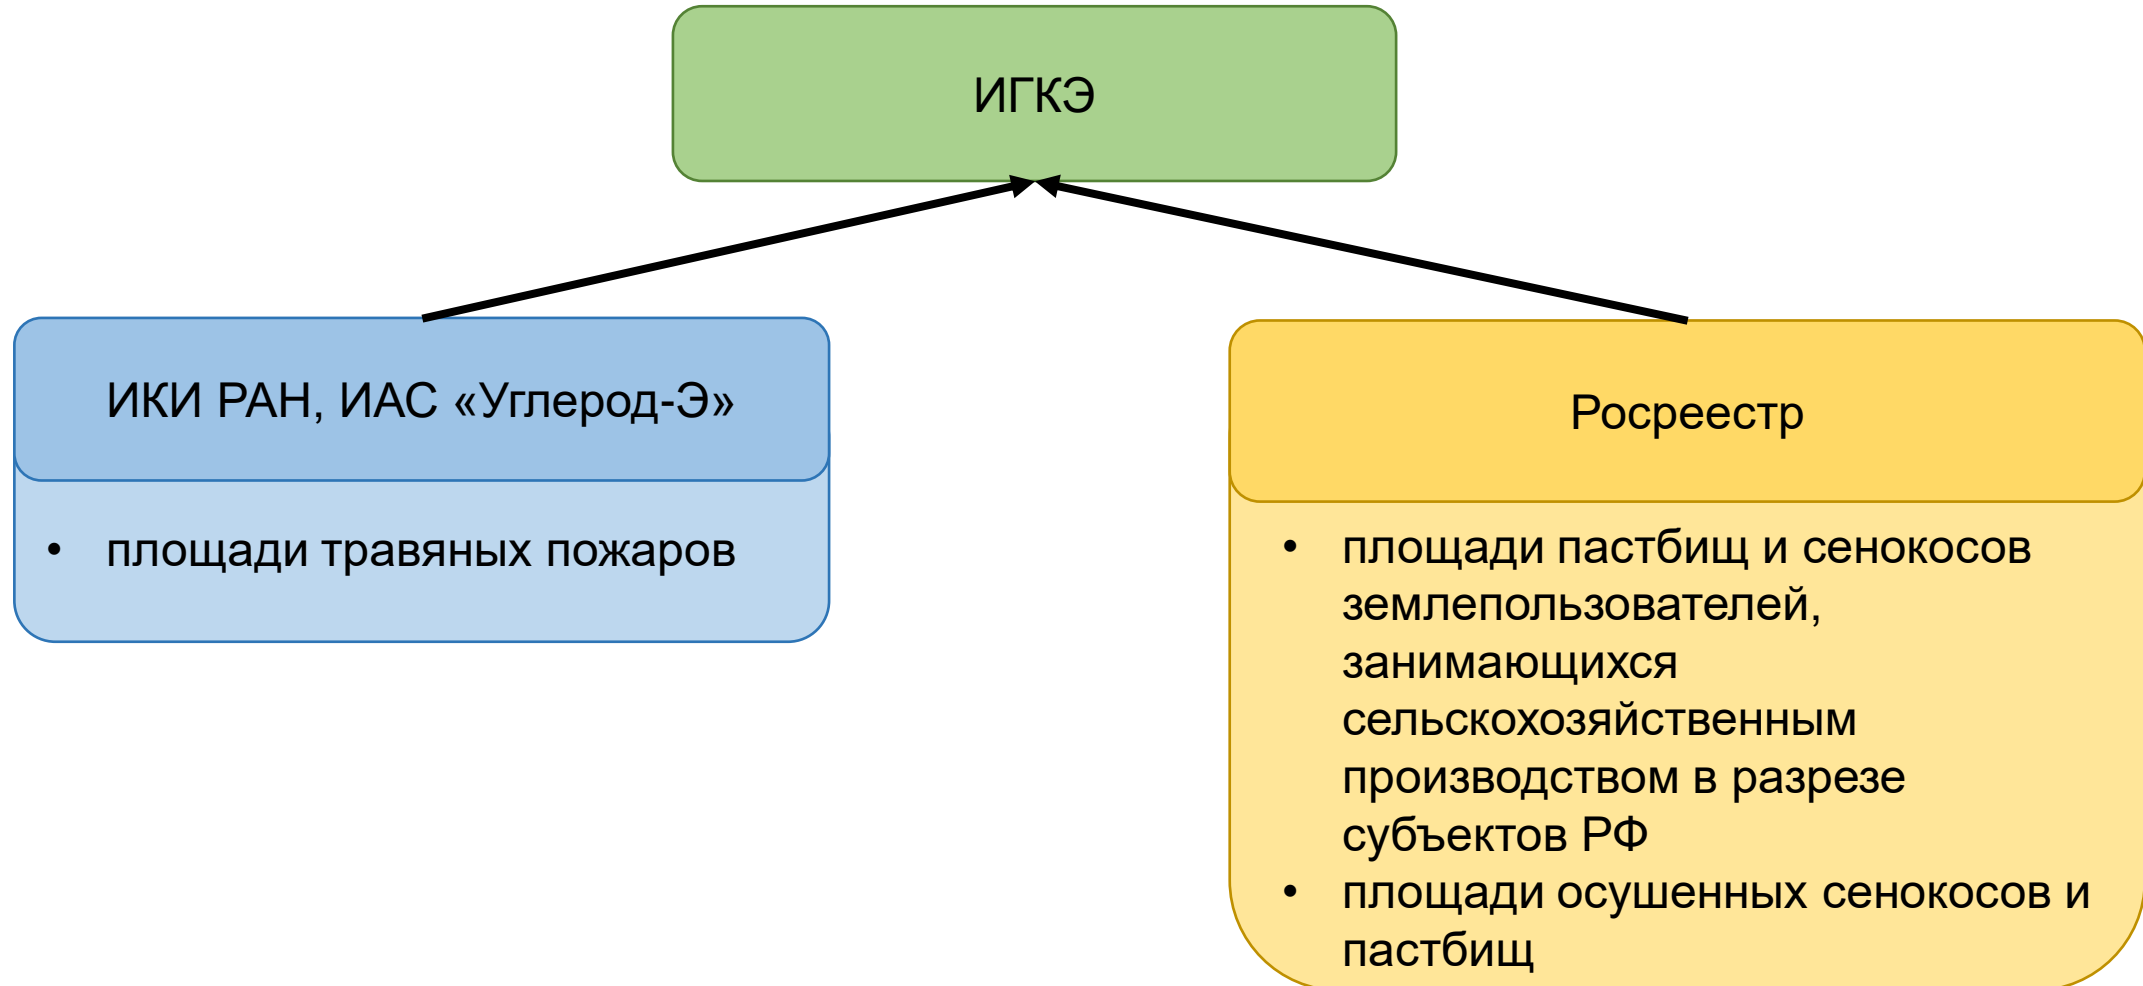 ИГКЭ
ИКИ РАН, ИАС «Углерод-Э»
• площади травяных пожаров
Росреестр
• площади пастбищ и сенокосов
землепользователей,
занимающихся
сельскохозяйственным
производством в разрезе
субъектов РФ
• площади осушенных сенокосов и
пастбищ